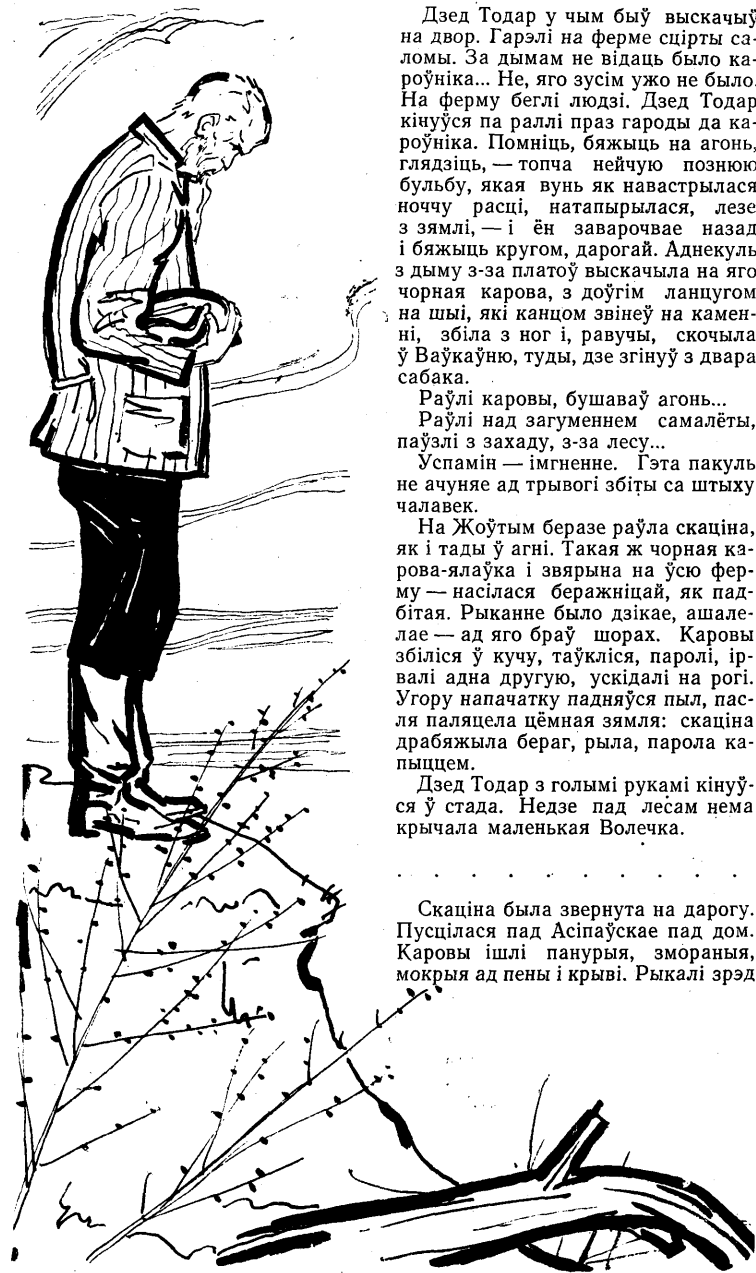 Дзед Тодар у чым быў выскачыў
на двор. Гарэлі на ферме сцірты са-
ломы. За дымам не відаць было ка-
роўніка... Не, яго зусім ужо не было.
На ферму беглі людзі. Дзед Тодар
кінуўся па раллі праз гароды да ка-
роўніка. Помніць, бяжыць на агонь,
глядзіць, — топча нейчую познюю
бульбу, якая вунь як навастрылася
ноччу расці, натапырылася, лезе
з зямлі, — і ён заварочвае назад
і бяжыць кругом, дарогай. Аднекуль
з дыму з-за платоў выскачыла на яго
чорная карова, з доўгім ланцугом
на шыі, які канцом звінеў на камен-
ні, збіла з ног і, равучы, скочыла
ў Ваўкаўню, туды, дзе згінуў з двара
сабака.
Раўлі каровы, бушаваў агонь...
Раўлі над загуменнем самалёты,
паўзлі з захаду, з-за лесу...
Успамін — імгненне. Гэта пакуль
не ачуняе ад трывогі збіты са штыху
чалавек.
На Жоўтым беразе раўла скаціна,
як і тады ў агні. Такая ж чорная ка-
рова-ялаўка і звярына на ўсю фер-
му — насілася беражніцай, як пад-
бітая. Рыканне было дзікае, ашале-
лае — ад яго браў шорах. Каровы
збіліся ў кучу, таўкліся, паролі, ір-
валі адна другую, ускідалі на рогі.
Угору напачатку падняўся пыл, пас-
ля паляцела цёмная зямля: скаціна
драбяжыла бераг, рыла, парола ка-
пыццем.
Дзед Тодар з голымі рукамі кінуў-
ся ў стада. Недзе пад лесам нема
крычала маленькая Волечка.
. . . . . . . . . . . .
Скаціна была звернута на дарогу.
Пусцілася пад Асіпаўскае пад дом.
Каровы ішлі панурыя, змораныя,
мокрыя ад пены і крыві. Рыкалі зрэд